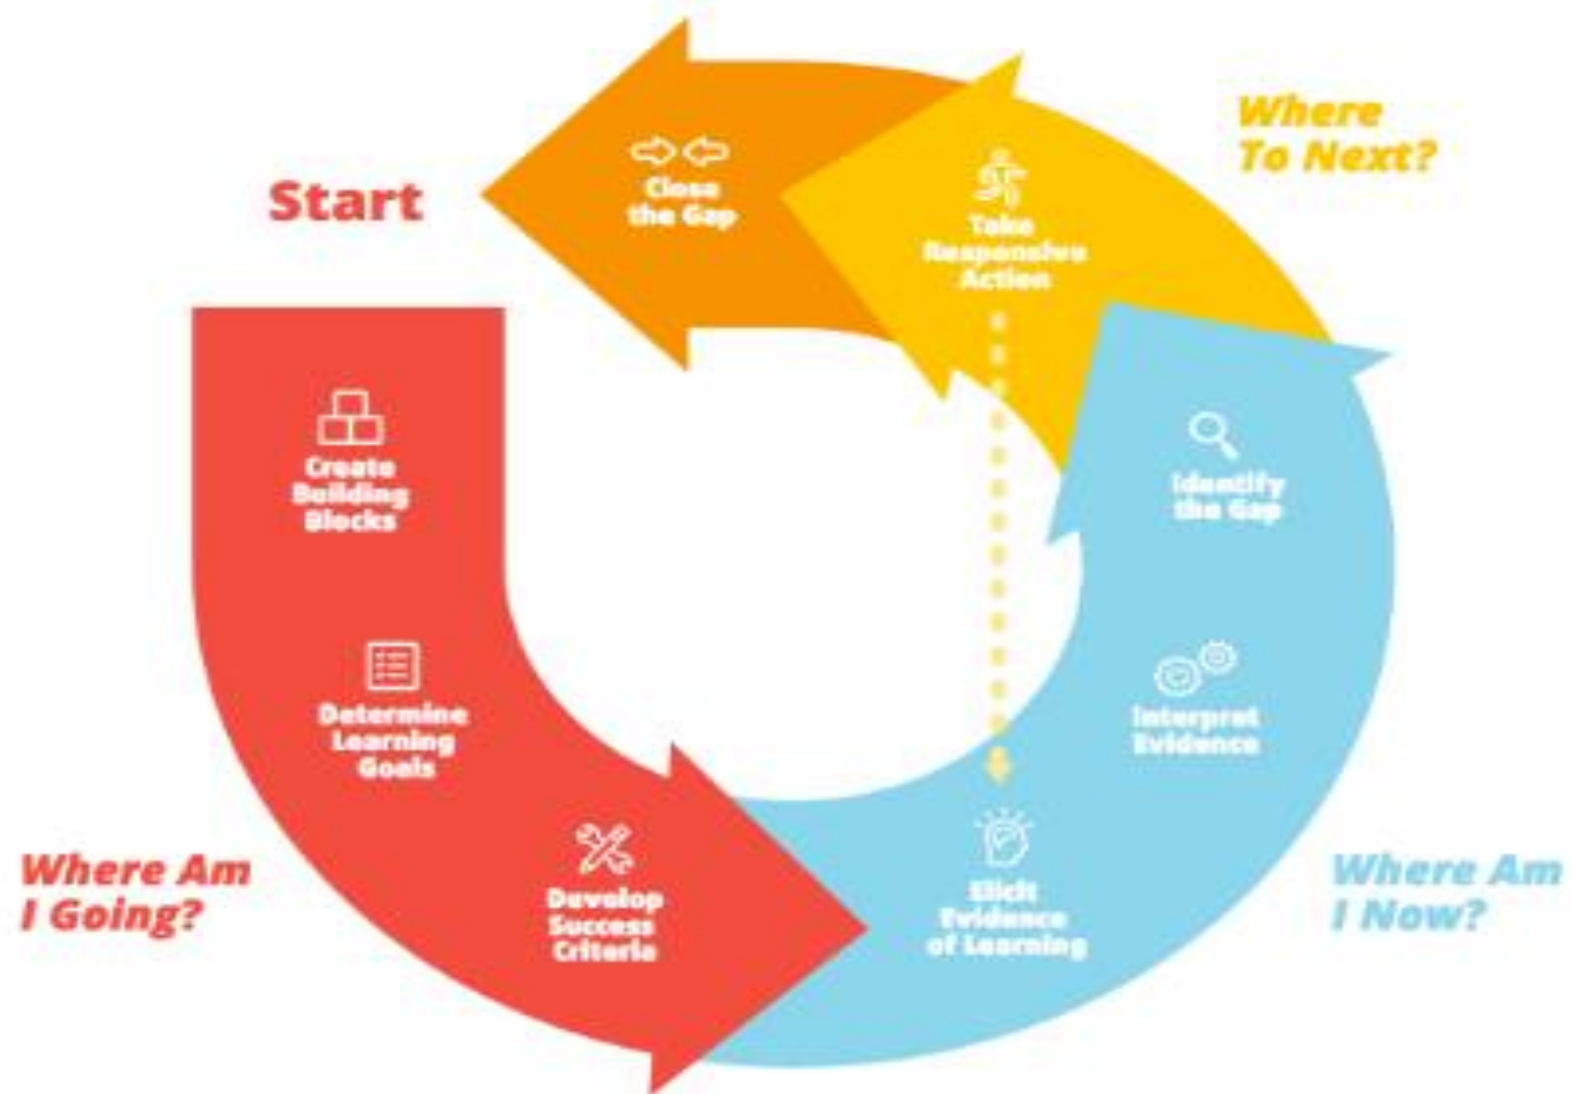 Start
Create
Building
Blocks
Determine
Learning
Goals
Develop
Success
Criteria
Where Am
I Going?
Elicit
Evidence
of Learning
Interpret
Evidence
Identify
the Gap
Where Am
I Now?
Take
Responsive
Action
Where
To Next?
Close
the Gap